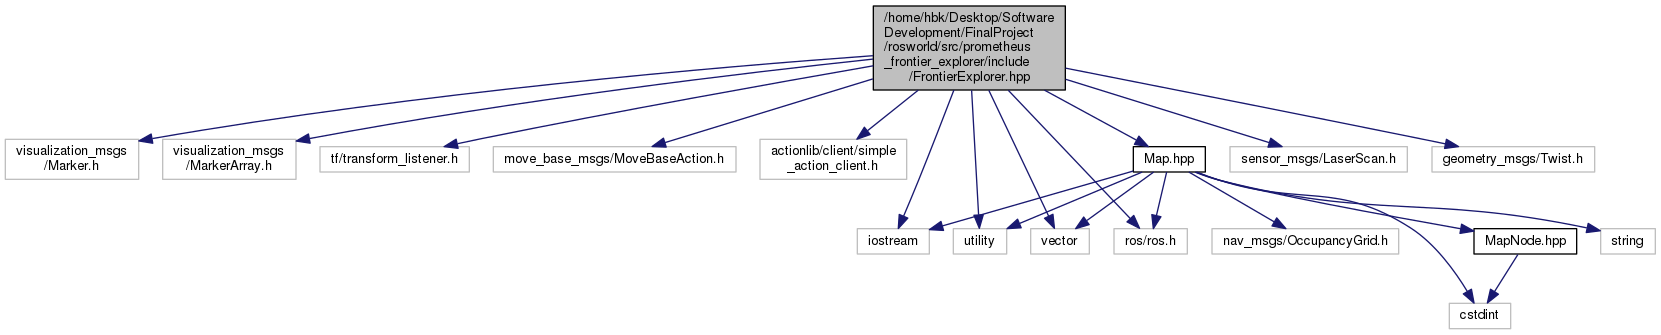 /home/hbk/Desktop/Software
Development/FinalProject
/rosworld/src/prometheus
_frontier_explorer/include
/FrontierExplorer.hpp
visualization_msgs
/Marker.h
visualization_msgs
/MarkerArray.h
tf/transform_listener.h
move_base_msgs/MoveBaseAction.h
actionlib/client/simple
_action_client.h
Map.hpp
sensor_msgs/LaserScan.h
geometry_msgs/Twist.h
iostream
utility
vector
ros/ros.h
nav_msgs/OccupancyGrid.h
MapNode.hpp
string
cstdint